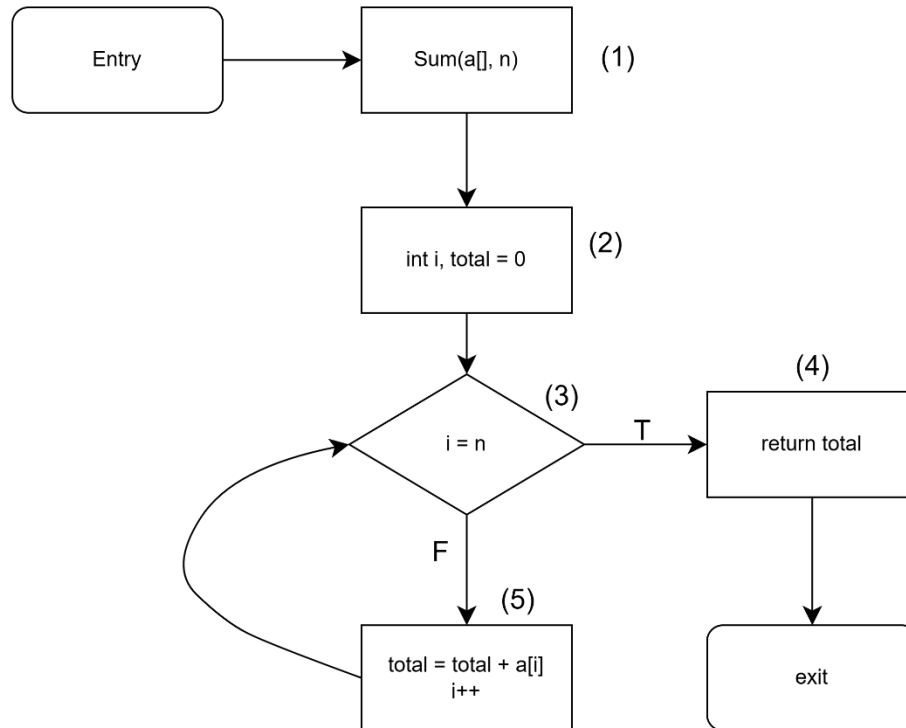 Entry
Sum(a[], n)
(1)
int i, total = 0
(2)
(3)
i = n
T
(4)
return total
F
(5)
total = total + a[i]
i++
exit